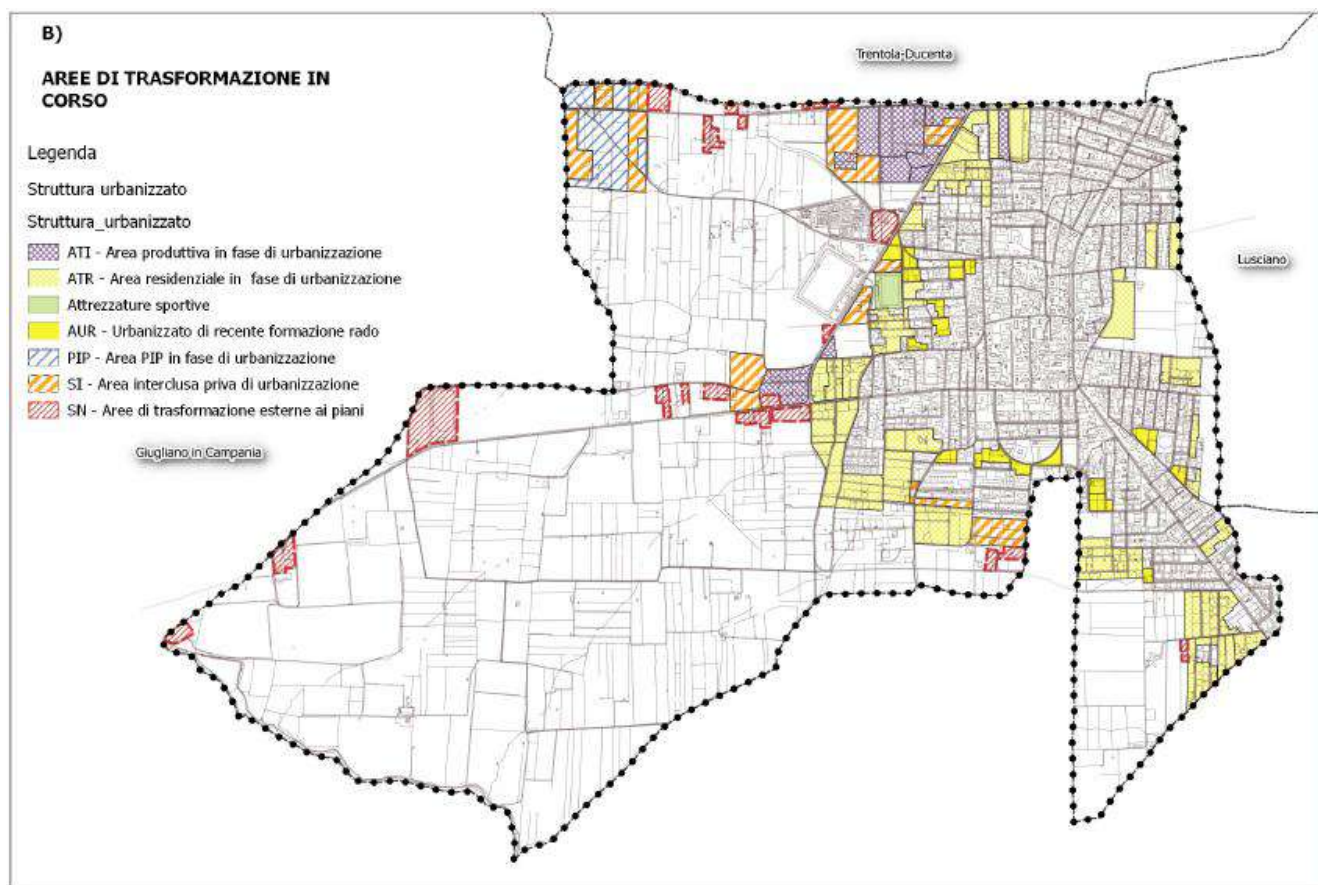 B)
AREE DI TRASFORMAZIONE IN
CORSO
Legenda
Struttura urbanizzato
Struttura_urbanizzato
ATI - Area produttiva in fase di urbanizzazione
ATR - Area residenziale in fase di urbanizzazione
Attrezzature sportive
AUR - Urbanizzato di recente formazione rado
PIP - Area PIP in fase di urbanizzazione
SI - Area interclusa priva di urbanizzazione
SN - Aree di trasformazione esterne ai piani
Trentola-Ducenta
Lusciano
Giugliano in Campania